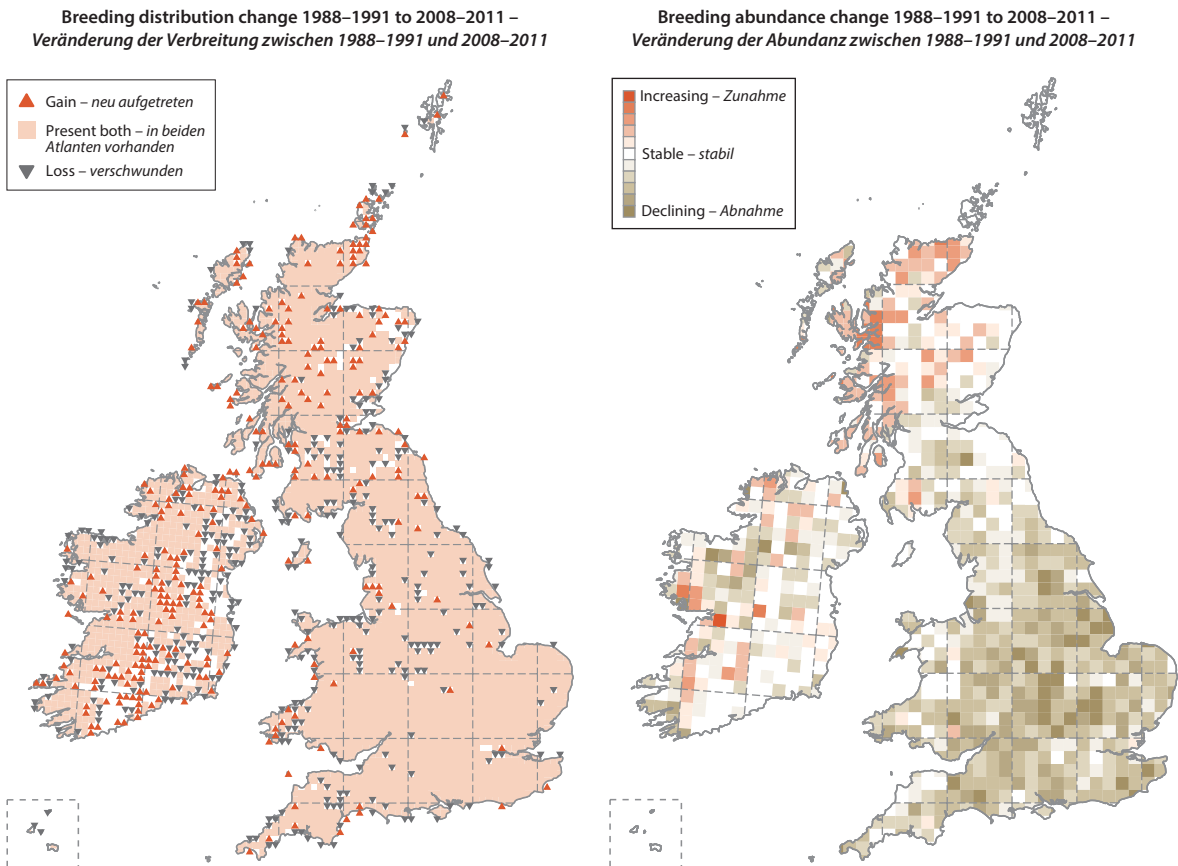 Breeding distribution change 1988–1991 to 2008–2011 –
Veränderung der Verbreitung zwischen 1988–1991 und 2008–2011
Gain – neu aufgetreten
Present both – in beiden
Atlanten vorhanden
Loss – verschwunden
Breeding abundance change 1988–1991 to 2008–2011 –
Veränderung der Abundanz zwischen 1988–1991 und 2008–2011
Increasing – Zunahme
Stable – stabil
Declining – Abnahme